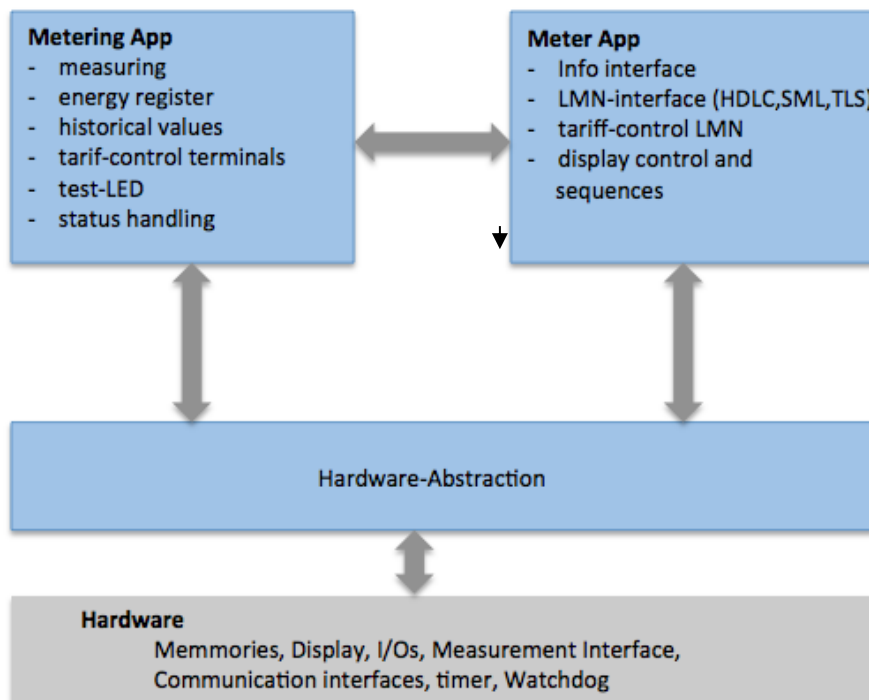 Metering App
- measuring
- energy register
- historical values
- tarif-control terminals
- test-LED
- status handling
Meter App
- Info interface
- LMN-interface (HDLC,SML,TLS)
- tariff-control LMN
- display control and
sequences
Hardware-Abstraction
Hardware
Memmories, Display, I/Os, Measurement Interface,
Communication interfaces, timer, Watchdog